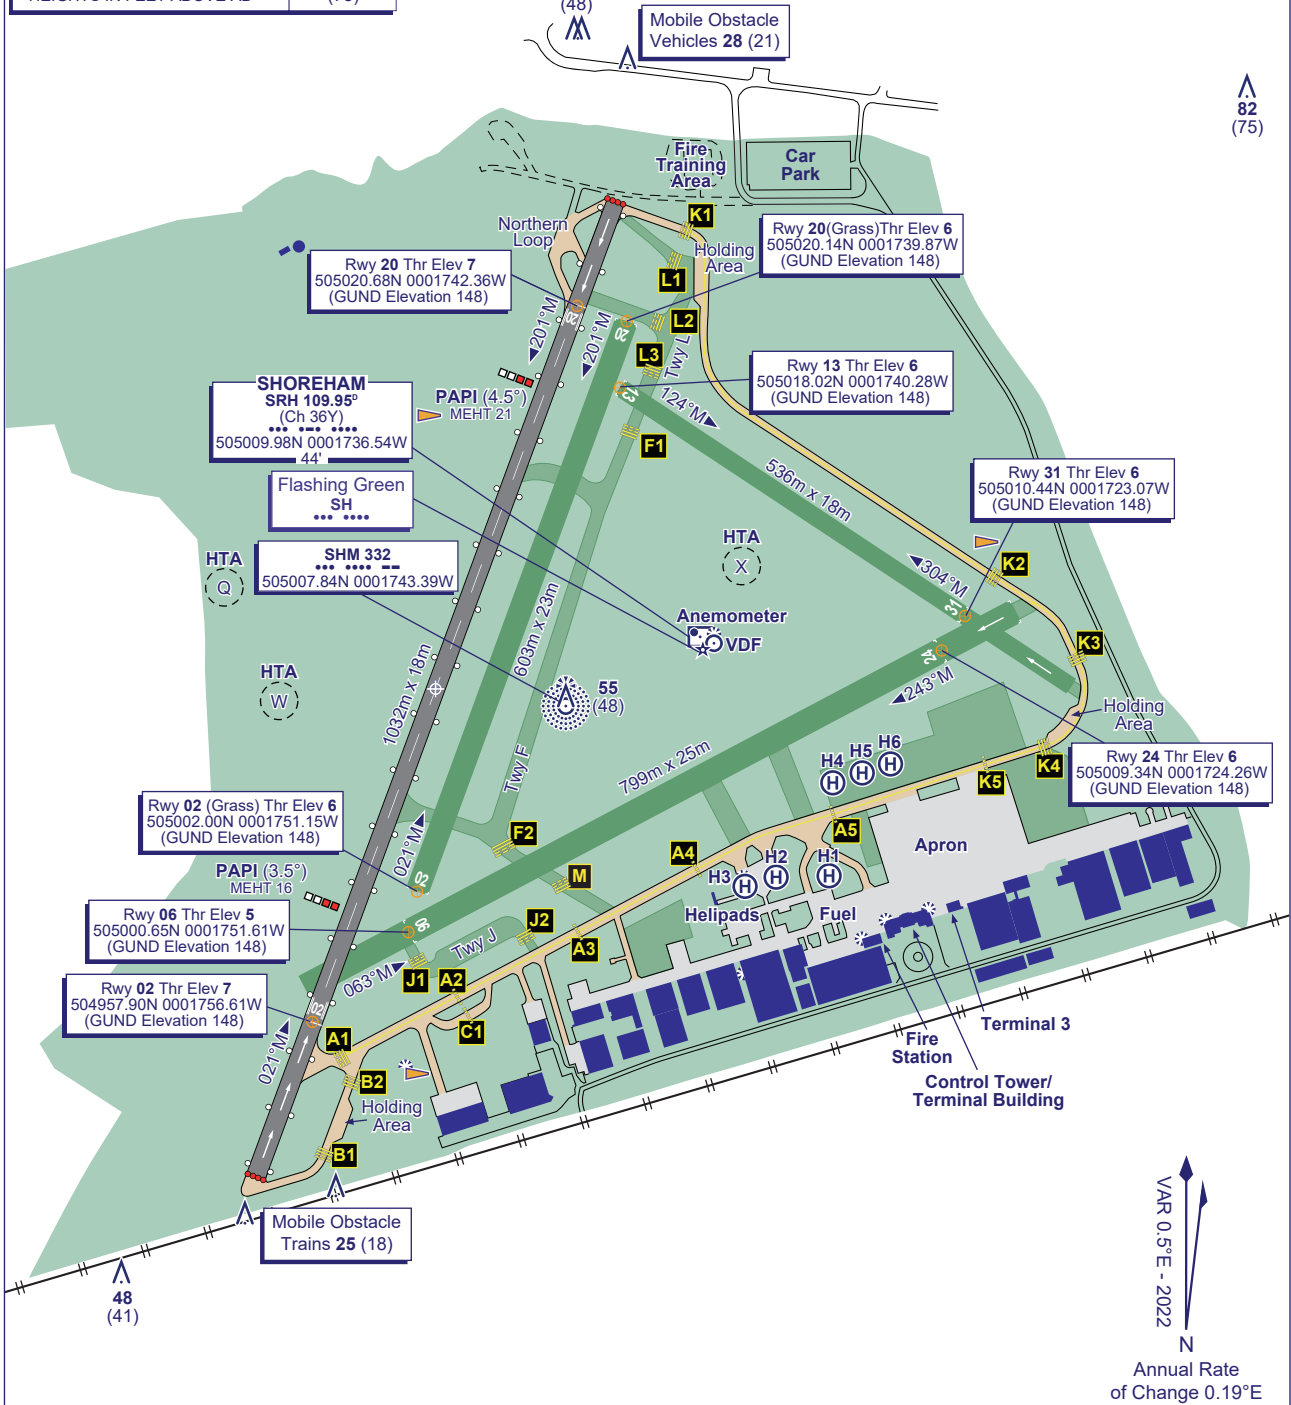 (48)
Mobile Obstacle
Vehicles 28 (21)
82
(75)
Fire
Training
Area
Car
Park
K1
Northern
Loop
Holding
Area
Rwy 20(Grass)Thr Elev 6
505020.14N 0001739.87W
(GUND Elevation 148)
Rwy 20 Thr Elev 7
505020.68N 0001742.36W
(GUND Elevation 148)
L1
20
20
201°M
201°M
L2
L3
Twy L
13
124°M
Rwy 13 Thr Elev 6
505018.02N 0001740.28W
(GUND Elevation 148)
SHOREHAM
SRH 109.95D
(Ch 36Y)
505009.98N 0001736.54W
44'
PAPI (4.5°)
MEHT 21
F1
536m x 18m
Flashing Green
SH
Rwy 31 Thr Elev 6
505010.44N 0001723.07W
(GUND Elevation 148)
SHM 332
505007.84N 0001743.39W
HTA
Q
HTA
X
K2
304°M
31
Anemometer
VDF
24
K3
HTA
W
603m x 23m
1032m x 18m
55
(48)
243°M
Holding
Area
Twy F
799m x 25m
H4
H5
H6
K4
K5
Rwy 24 Thr Elev 6
505009.34N 0001724.26W
(GUND Elevation 148)
Rwy 02 (Grass) Thr Elev 6
505002.00N 0001751.15W
(GUND Elevation 148)
021°M
02
F2
A5
A4
Apron
PAPI (3.5°)
MEHT 16
M
H3
H2
H1
Helipads
Fuel
Rwy 06 Thr Elev 5
505000.65N 0001751.61W
(GUND Elevation 148)
06
Twy J
J2
A3
063°M
J1
A2
Rwy 02 Thr Elev 7
504957.90N 0001756.61W
(GUND Elevation 148)
02
021°M
A1
C1
Terminal 3
Fire
Station
Control Tower/
Terminal Building
B2
Holding
Area
B1
Mobile Obstacle
Trains 25 (18)
48
(41)
VAR 0.5°E - 2022
N
Annual Rate
of Change 0.19°E